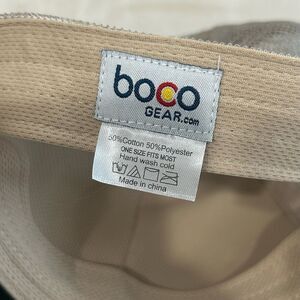 boco
GEAR.com
50%Cotton 50%Polyester
ONE SIZE FITS MOST
Hand wash cold
Made in china